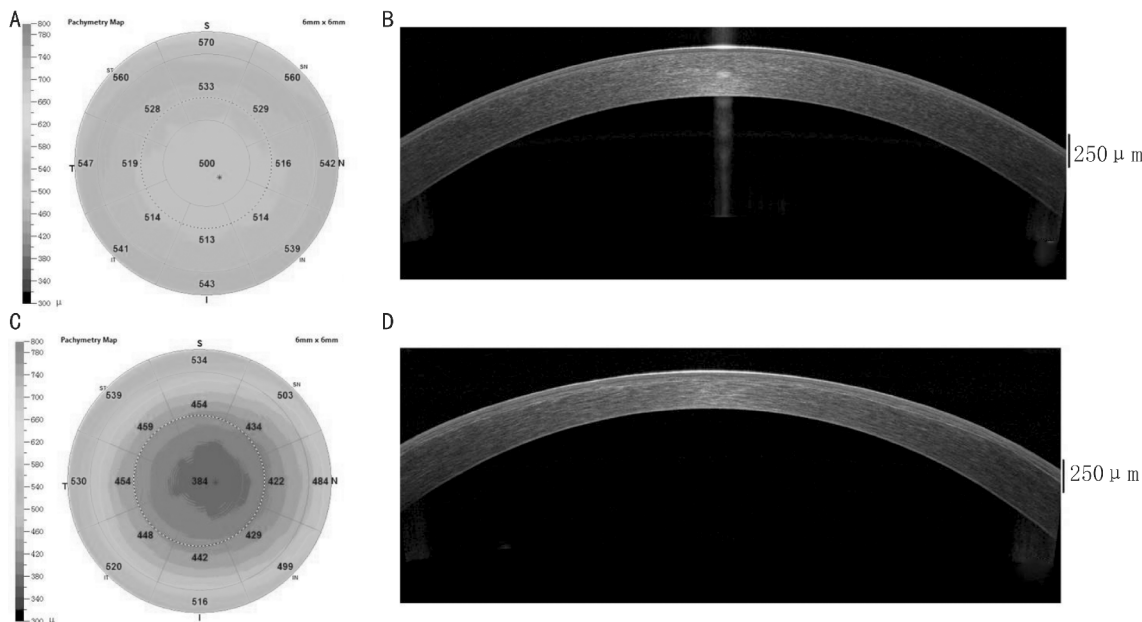 A
Pachymetry Map
6mm x 6mm
S
570
ST
560
SN
560
533
528
529
T
547
519
500
516
542 N
514
514
513
541
IT
539
IN
543
I
800
780
740
700
660
620
580
540
500
460
420
380
340
300 μ
B
250 μm
C
Pachymetry Map
6mm x 6mm
S
534
ST
539
SN
503
454
459
434
T
530
454
384
422
484 N
448
429
442
520
IT
499
IN
516
I
800
780
740
700
660
620
580
540
500
460
420
380
340
300 μ
D
250 μm